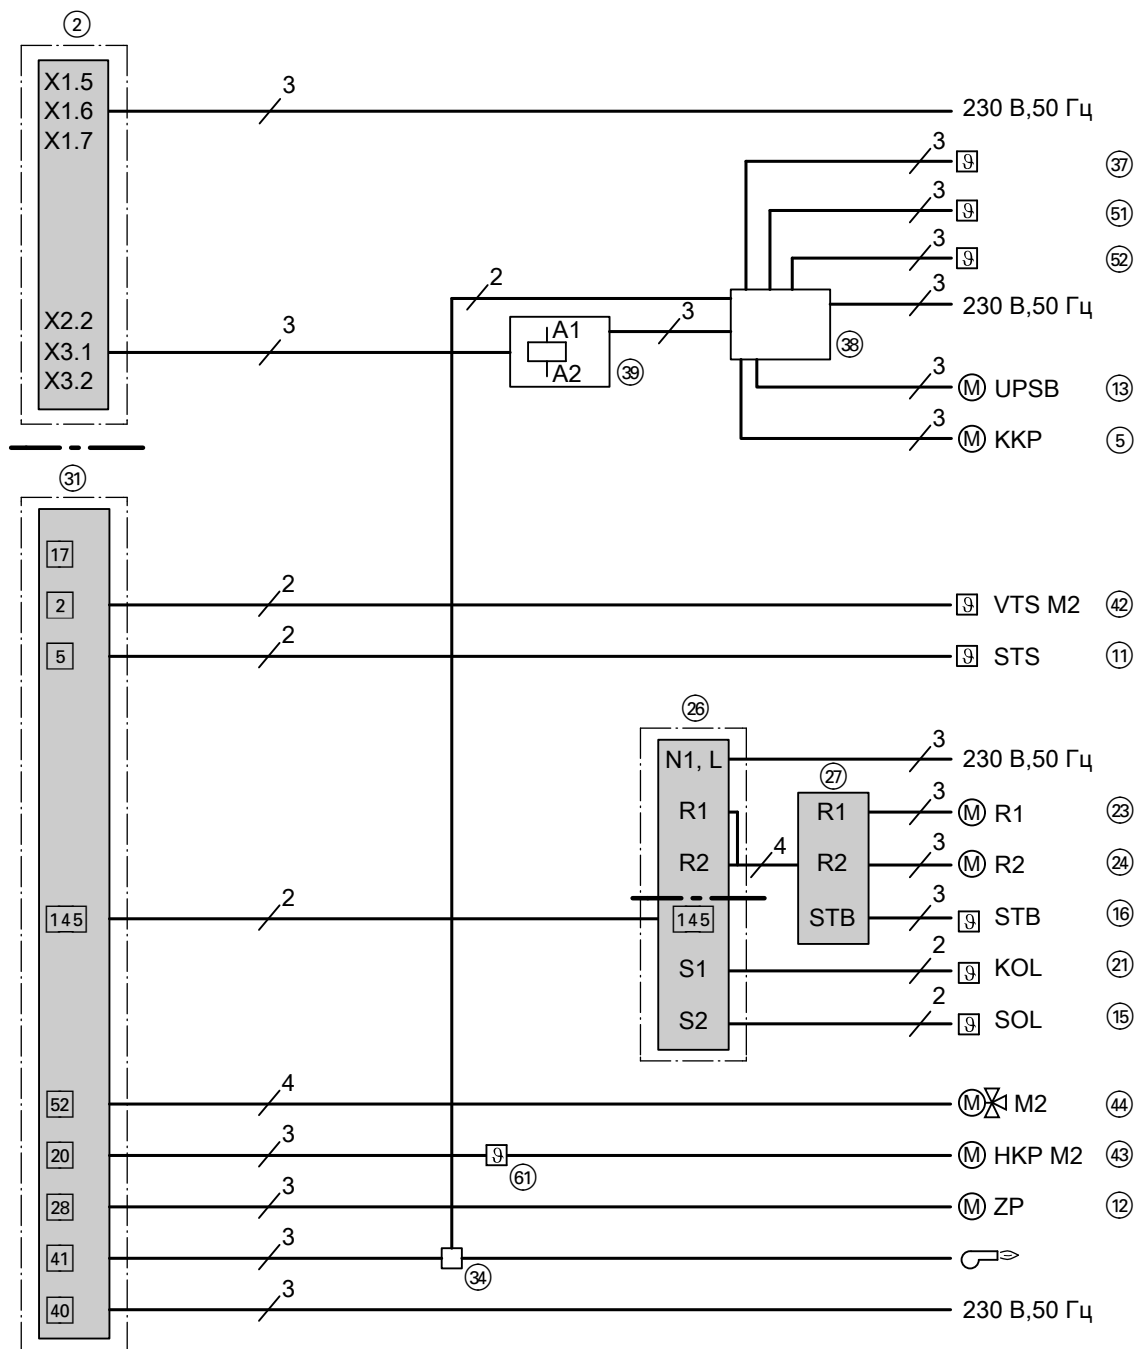 2
X1.5
X1.6
X1.7
3
230 В,50 Гц
3
ϑ
37
3
ϑ
51
3
ϑ
52
2
3
230 В,50 Гц
X2.2
X3.1
X3.2
3
A1
A2
39
3
38
3
M UPSB
13
3
M KKP
5
31
17
2
2
ϑ VTS M2
42
5
2
ϑ STS
11
26
N1, L
3
230 В,50 Гц
27
R1
R1
3
M R1
23
R2
4
R2
3
M R2
24
145
2
145
STB
3
ϑ STB
16
S1
2
ϑ KOL
21
S2
2
ϑ SOL
15
52
4
M M2
44
20
3
ϑ
61
M HKP M2
43
28
3
M ZP
12
41
3
34
40
3
230 В,50 Гц